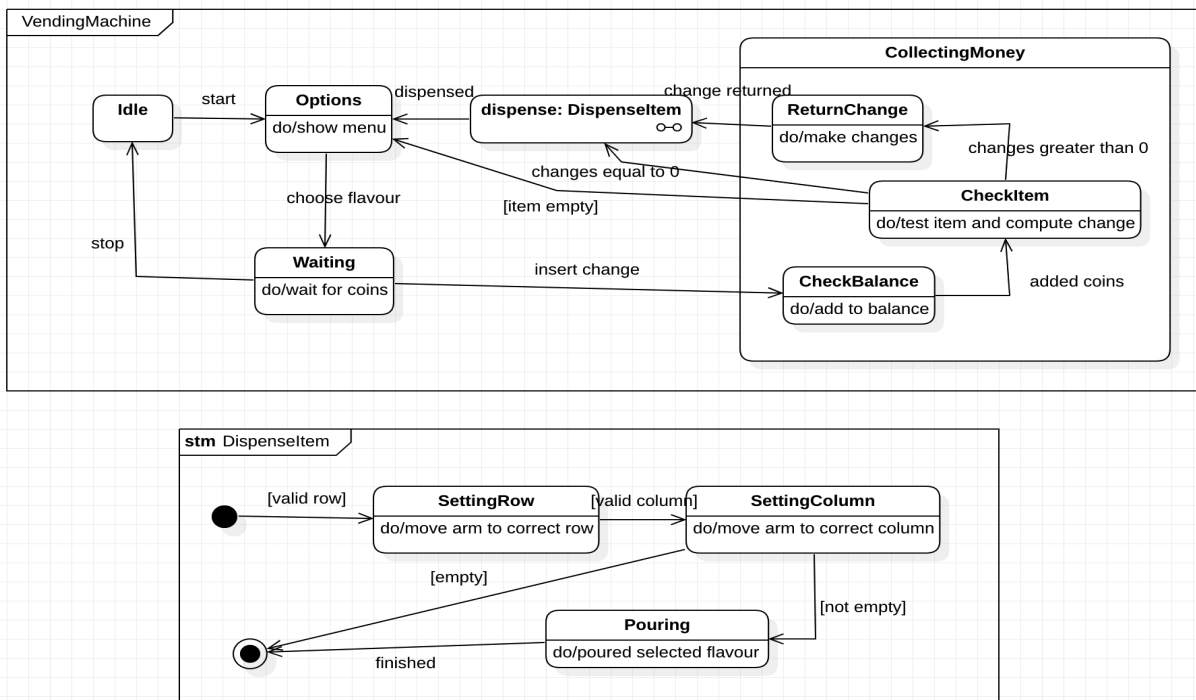 VendingMachine
CollectingMoney
Idle
start
Options
do/show menu
dispensed
dispense: DispenseItem
change returned
ReturnChange
do/make changes
changes greater than 0
changes equal to 0
[item empty]
CheckItem
do/test item and compute change
choose flavour
stop
Waiting
do/wait for coins
insert change
CheckBalance
do/add to balance
added coins
stm DispenseItem
[valid row]
SettingRow
do/move arm to correct row
[valid column]
SettingColumn
do/move arm to correct column
[empty]
[not empty]
Pouring
do/poured selected flavour
finished